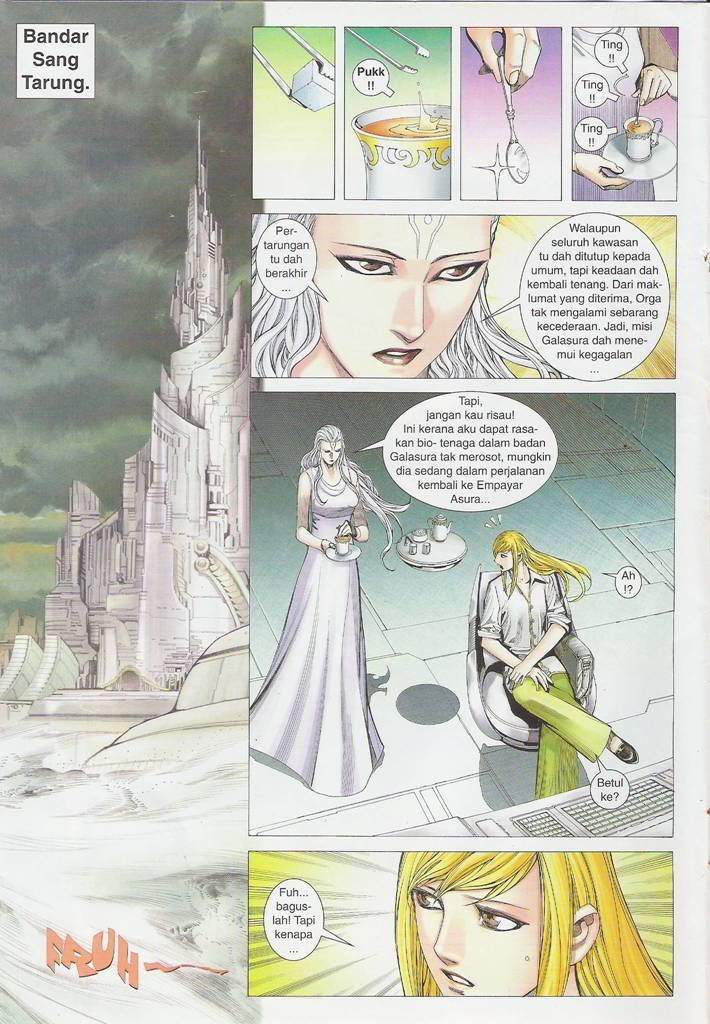 Bandar
Sang
Tarung.
Pukk
!!
Ting
!!
Ting
!!
Ting
!!
Per-
tarungan
tu dah
berakhir
...
Walaupun
seluruh kawasan
tu dah ditutup kepada
umum, tapi keadaan dah
kembali tenang. Dari mak-
lumat yang diterima, Orga
tak mengalami sebarang
kecederaan. Jadi, misi
Galasura dah mene-
mui kegagalan
...
Tapi,
jangan kau risau!
Ini kerana aku dapat rasa-
kan bio- tenaga dalam badan
Galasura tak merosot, mungkin
dia sedang dalam perjalanan
kembali ke Empayar
Asura...
Ah
!?
Betul
ke?
Fuh...
bagus-
lah! Tapi
kenapa
...
FRUH